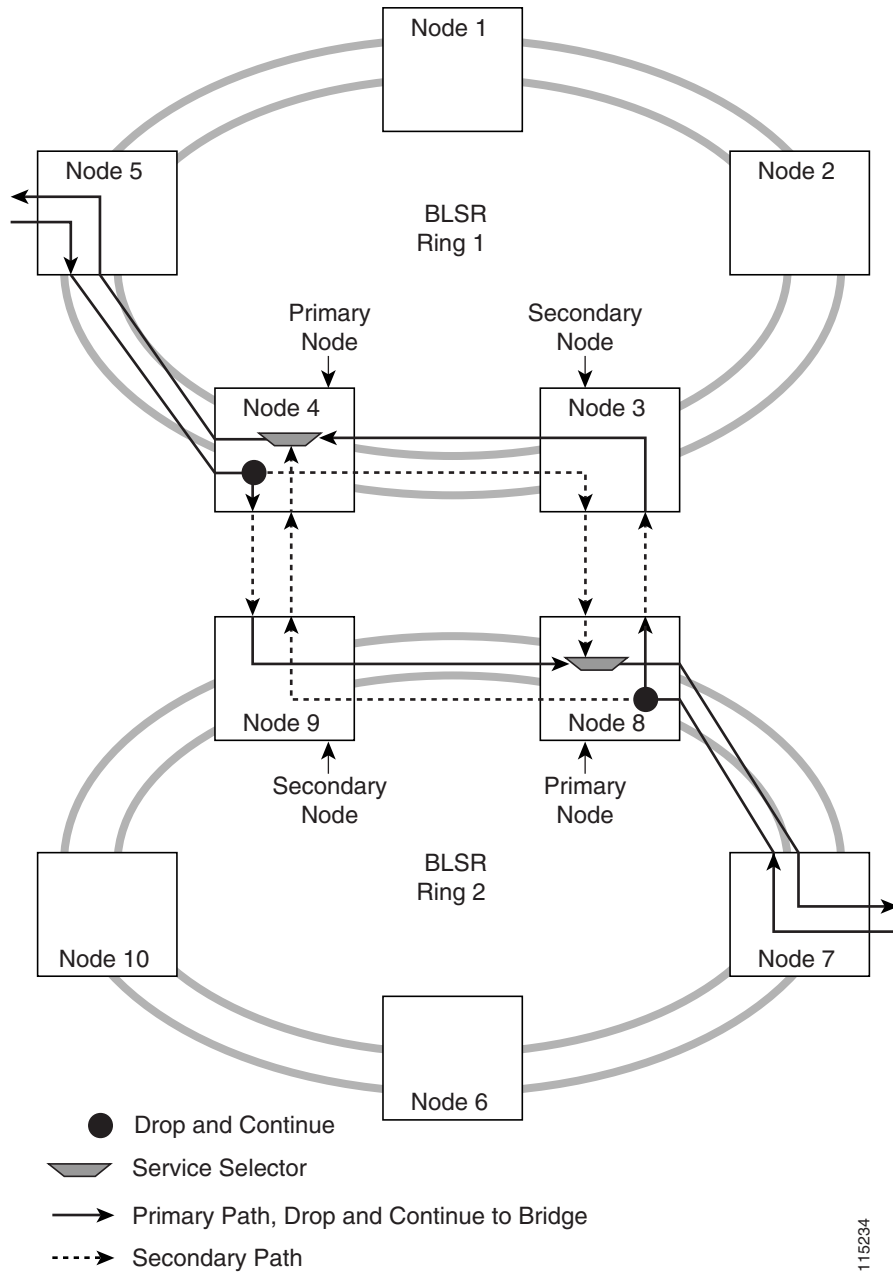 Node 1
Node 5
Node 2
BLSR
Ring 1
Primary
Node
Secondary
Node
Node 4
Node 3
Node 9
Node 8
Secondary
Node
Primary
Node
BLSR
Ring 2
Node 10
Node 7
Node 6
Drop and Continue
Service Selector
Primary Path, Drop and Continue to Bridge
Secondary Path
115234